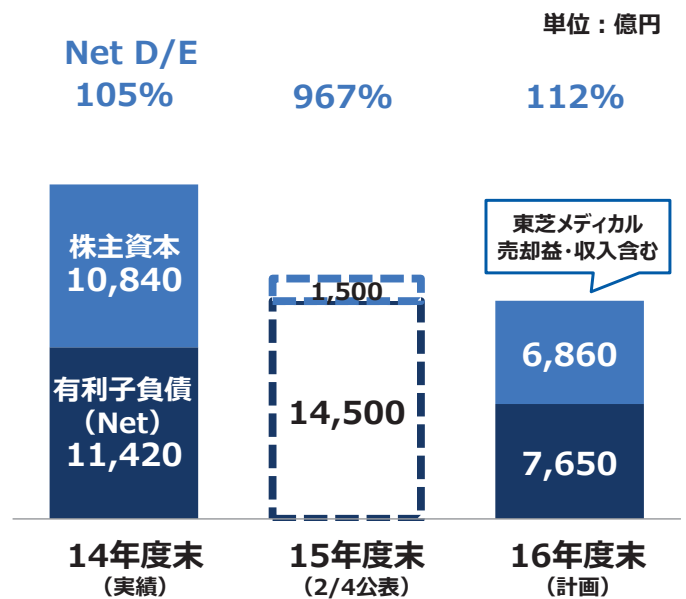 単位：億円
Net D/E
105%
967%
112%
東芝メディカル
売却益・収入含む
株主資本
10,840
1,500
6,860
有利子負債
（Net）
11,420
14,500
7,650
14年度末
（実績）
15年度末
（2/4公表）
16年度末
（計画）